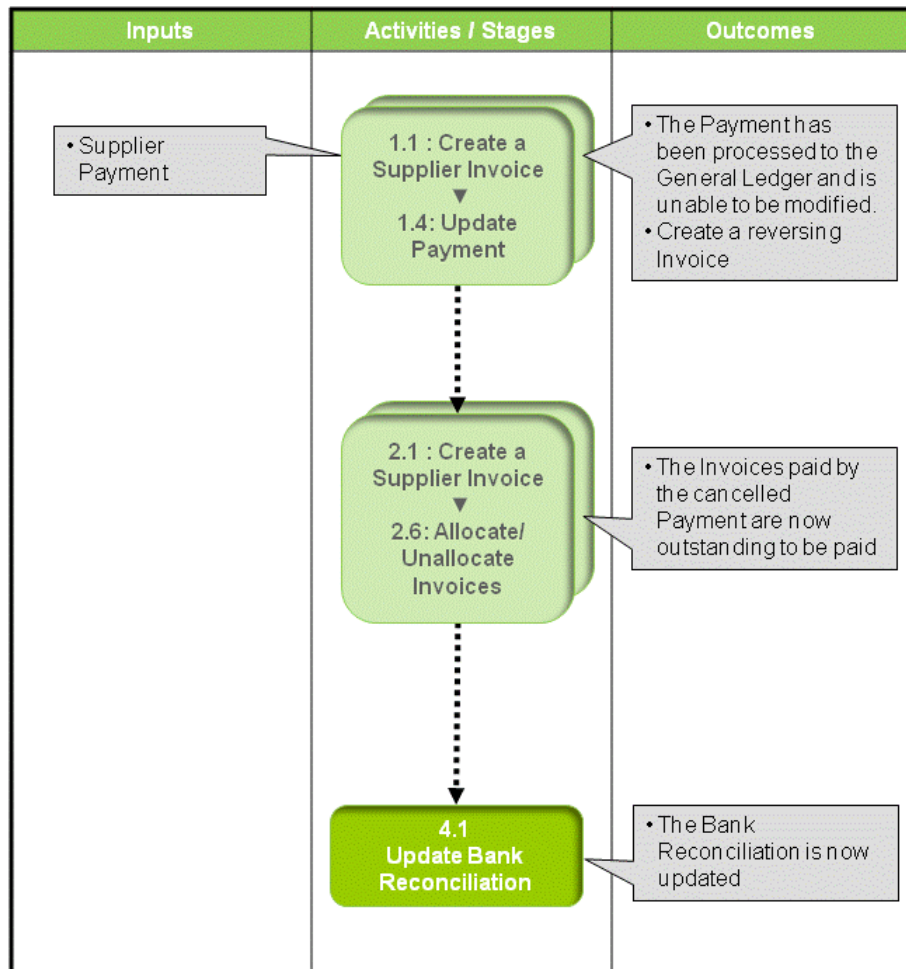 Inputs
Activities / Stages
Outcomes
• Supplier
Payment
1.1 : Create a
Supplier Invoice
▼
1.4: Update
Payment
• The Payment has
been processed to the
General Ledger and is
unable to be modified.
• Create a reversing
Invoice
2.1 : Create a
Supplier Invoice
▼
2.6: Allocate/
Unallocate
Invoices
• The Invoices paid by
the cancelled
Payment are now
outstanding to be paid
4.1
Update Bank
Reconciliation
• The Bank
Reconciliation is now
updated